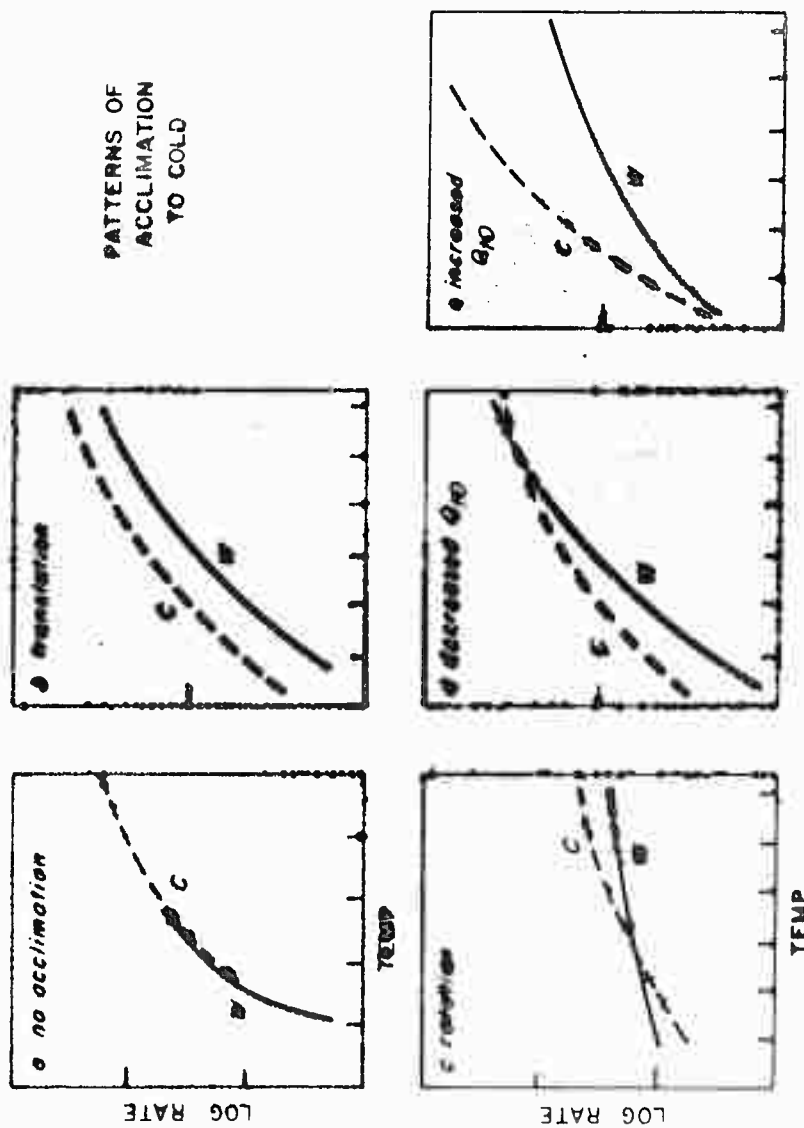 PATTERNS OF
ACCLIMATION
TO COLD
a no acclimation
C
W
LOG RATE
TEMP
b translation
C
W
c rotation
C
W
LOG RATE
TEMP
d decreased Q10
C
W
e increased
Q10
C
W